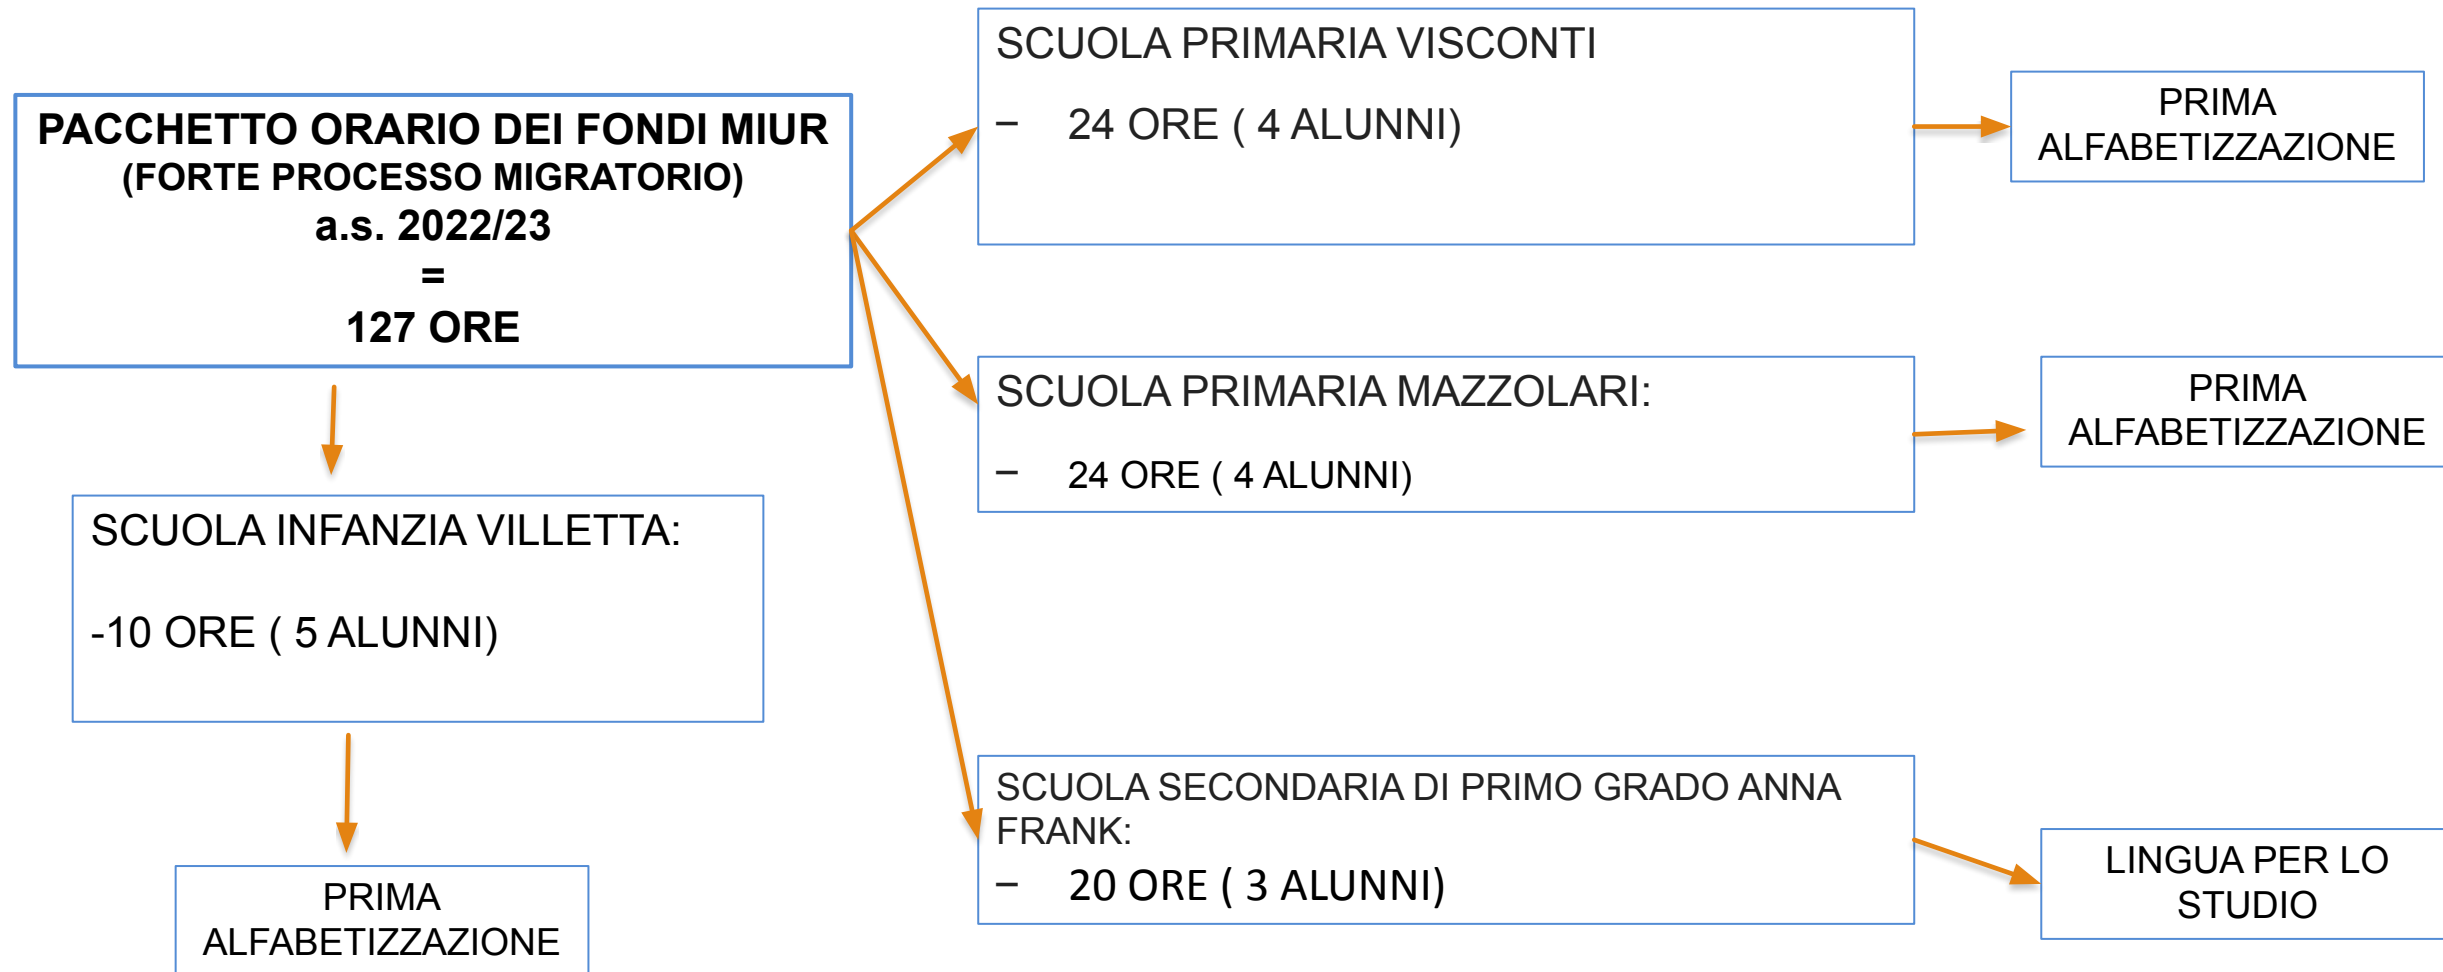 PACCHETTO ORARIO DEI FONDI MIUR
(FORTE PROCESSO MIGRATORIO)
a.s. 2022/23
=
127 ORE
SCUOLA PRIMARIA VISCONTI
– 24 ORE ( 4 ALUNNI)
PRIMA
ALFABETIZZAZIONE
SCUOLA PRIMARIA MAZZOLARI:
– 24 ORE ( 4 ALUNNI)
PRIMA
ALFABETIZZAZIONE
SCUOLA INFANZIA VILLETTA:
-10 ORE ( 5 ALUNNI)
PRIMA
ALFABETIZZAZIONE
SCUOLA SECONDARIA DI PRIMO GRADO ANNA
FRANK:
– 20 ORE ( 3 ALUNNI)
LINGUA PER LO
STUDIO